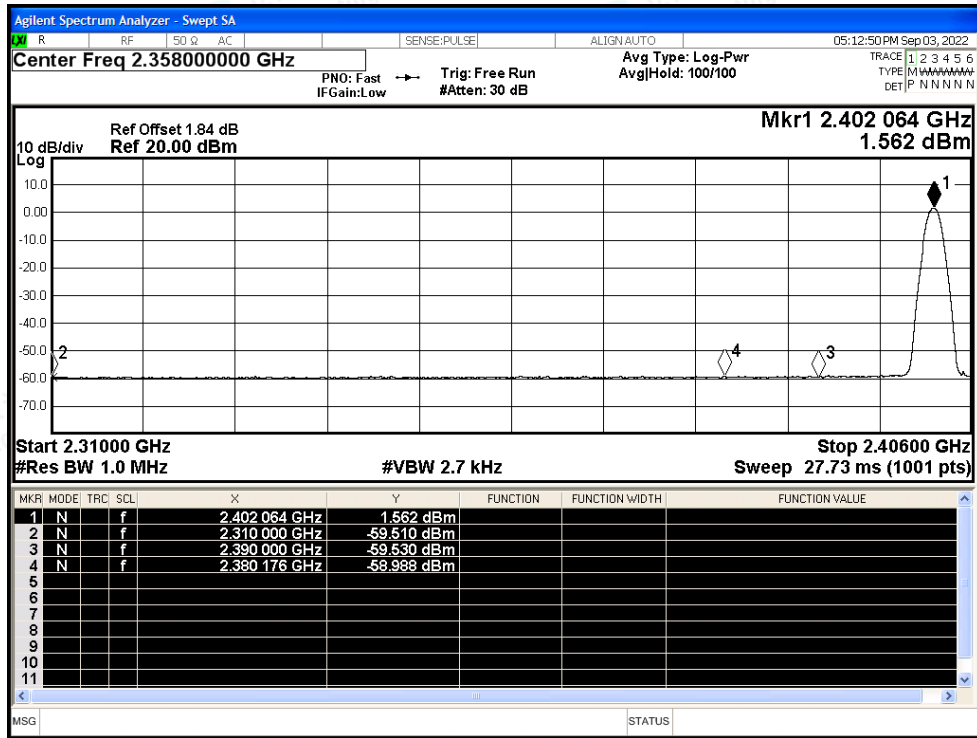 Agilent Spectrum Analyzer - Swept SA
LXI R RF 50 Ω AC SENSE:PULSE ALIGN AUTO 05:12:50 PM Sep 03, 2022
Center Freq 2.358000000 GHz
PNO: Fast
IFGain:Low
Trig: Free Run
#Atten: 30 dB
Avg Type: Log-Pwr
Avg|Hold: 100/100
TRACE 1 2 3 4 5 6
TYPE M
DET P N N N N N
Mkr1 2.402 064 GHz
1.562 dBm
Ref Offset 1.84 dB
10 dB/div Ref 20.00 dBm
Log
10.0
0.00
-10.0
-20.0
-30.0
-40.0
-50.0
-60.0
-70.0
1
2
4
3
Start 2.31000 GHz Stop 2.40600 GHz
#Res BW 1.0 MHz #VBW 2.7 kHz Sweep 27.73 ms (1001 pts)
MKR MODE TRC SCL X Y FUNCTION FUNCTION WIDTH FUNCTION VALUE
1 N f 2.402 064 GHz 1.562 dBm
2 N f 2.310 000 GHz -59.510 dBm
3 N f 2.390 000 GHz -59.530 dBm
4 N f 2.380 176 GHz -58.988 dBm
5
6
7
8
9
10
11
MSG STATUS